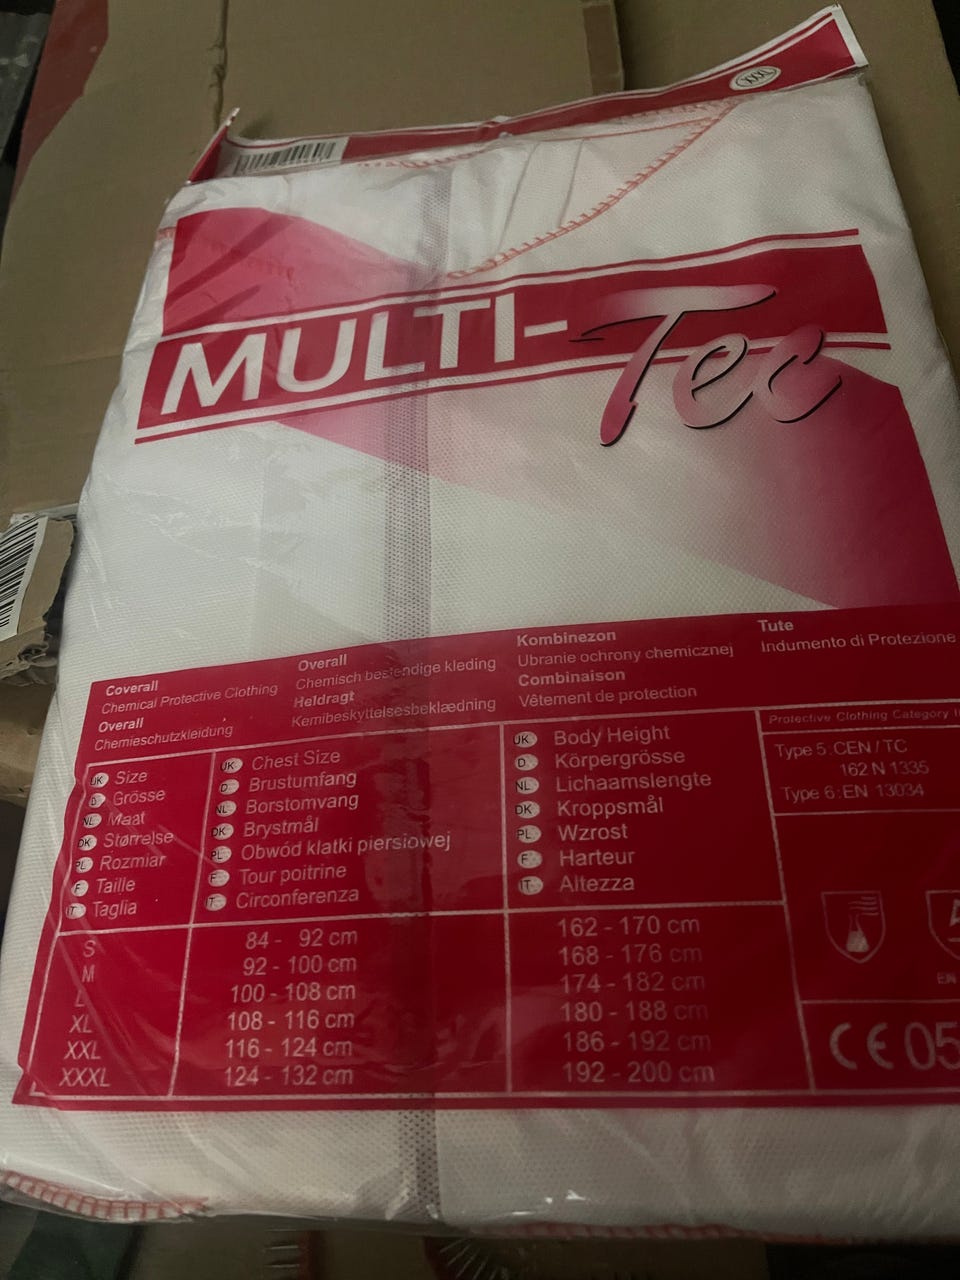 XXXL
MULTI-Tec
Coverall
Chemical Protective Clothing
Overall
Chemieschutzkleidung
Overall
Chemisch bestendige kleding
Heldragt
Kemibeskyttelsesbeklædning
Kombinezon
Ubranie ochrony chemicznej
Combinaison
Vêtement de protection
Tute
Indumento di Protezione
UK Size
D Grösse
NL Maat
DK Størrelse
PL Rozmiar
F Taille
IT Taglia
UK Chest Size
D Brustumfang
NL Borstomvang
DK Brystmål
PL Obwód klatki piersiowej
F Tour poitrine
IT Circonferenza
UK Body Height
D Körpergrösse
NL Lichaamslengte
DK Kroppsmål
PL Wzrost
F Harteur
IT Altezza
Protective Clothing Category
Type 5: CEN / TC
162 N 1335
Type 6: EN 13034
S 84 - 92 cm 162 - 170 cm
M 92 - 100 cm 168 - 176 cm
L 100 - 108 cm 174 - 182 cm
XL 108 - 116 cm 180 - 188 cm
XXL 116 - 124 cm 186 - 192 cm
XXXL 124 - 132 cm 192 - 200 cm
EN
CE 05